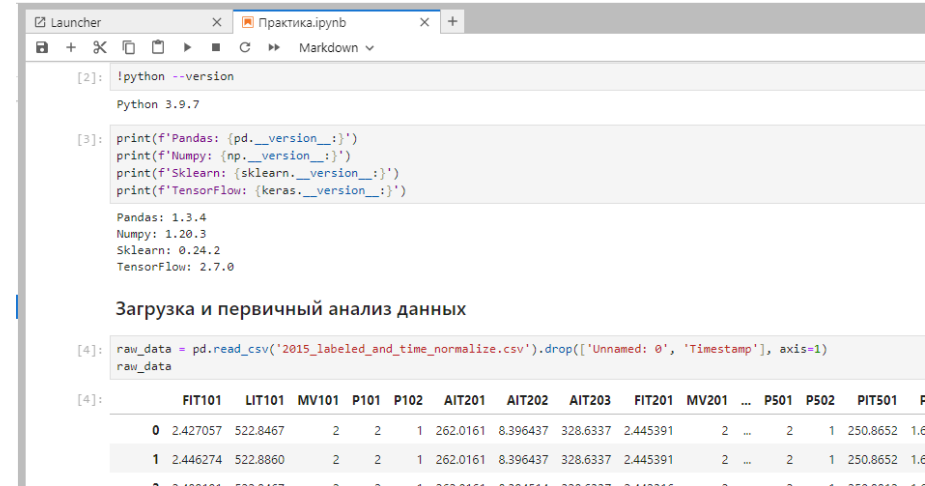 Launcher
Практика.ipynb
Markdown
[2]: !python --version
Python 3.9.7
[3]: print(f'Pandas: {pd.__version__:}')
print(f'Numpy: {np.__version__:}')
print(f'Sklearn: {sklearn.__version__:}')
print(f'TensorFlow: {keras.__version__:}')
Pandas: 1.3.4
Numpy: 1.20.3
Sklearn: 0.24.2
TensorFlow: 2.7.0
Загрузка и первичный анализ данных
[4]: raw_data = pd.read_csv('2015_labeled_and_time_normalize.csv').drop(['Unnamed: 0', 'Timestamp'], axis=1)
raw_data
[4]: FIT101 LIT101 MV101 P101 P102 AIT201 AIT202 AIT203 FIT201 MV201 ... P501 P502 PIT501
0 2.427057 522.8467 2 2 1 262.0161 8.396437 328.6337 2.445391 2 ... 2 1 250.8652
1 2.446274 522.8860 2 2 1 262.0161 8.396437 328.6337 2.445391 2 ... 2 1 250.8652